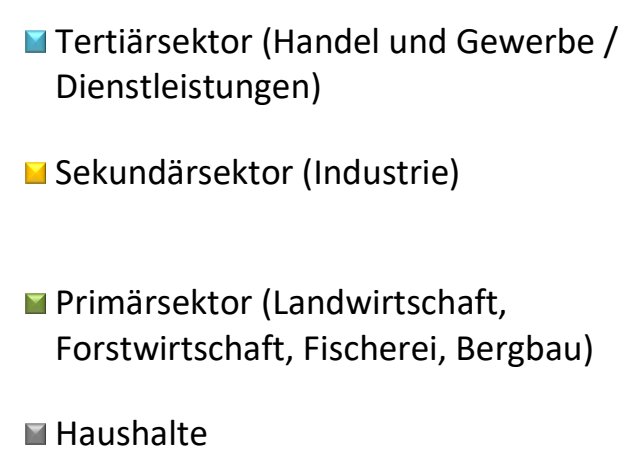 Tertiärsektor (Handel und Gewerbe /
Dienstleistungen)
Sekundärsektor (Industrie)
Primärsektor (Landwirtschaft,
Forstwirtschaft, Fischerei, Bergbau)
Haushalte